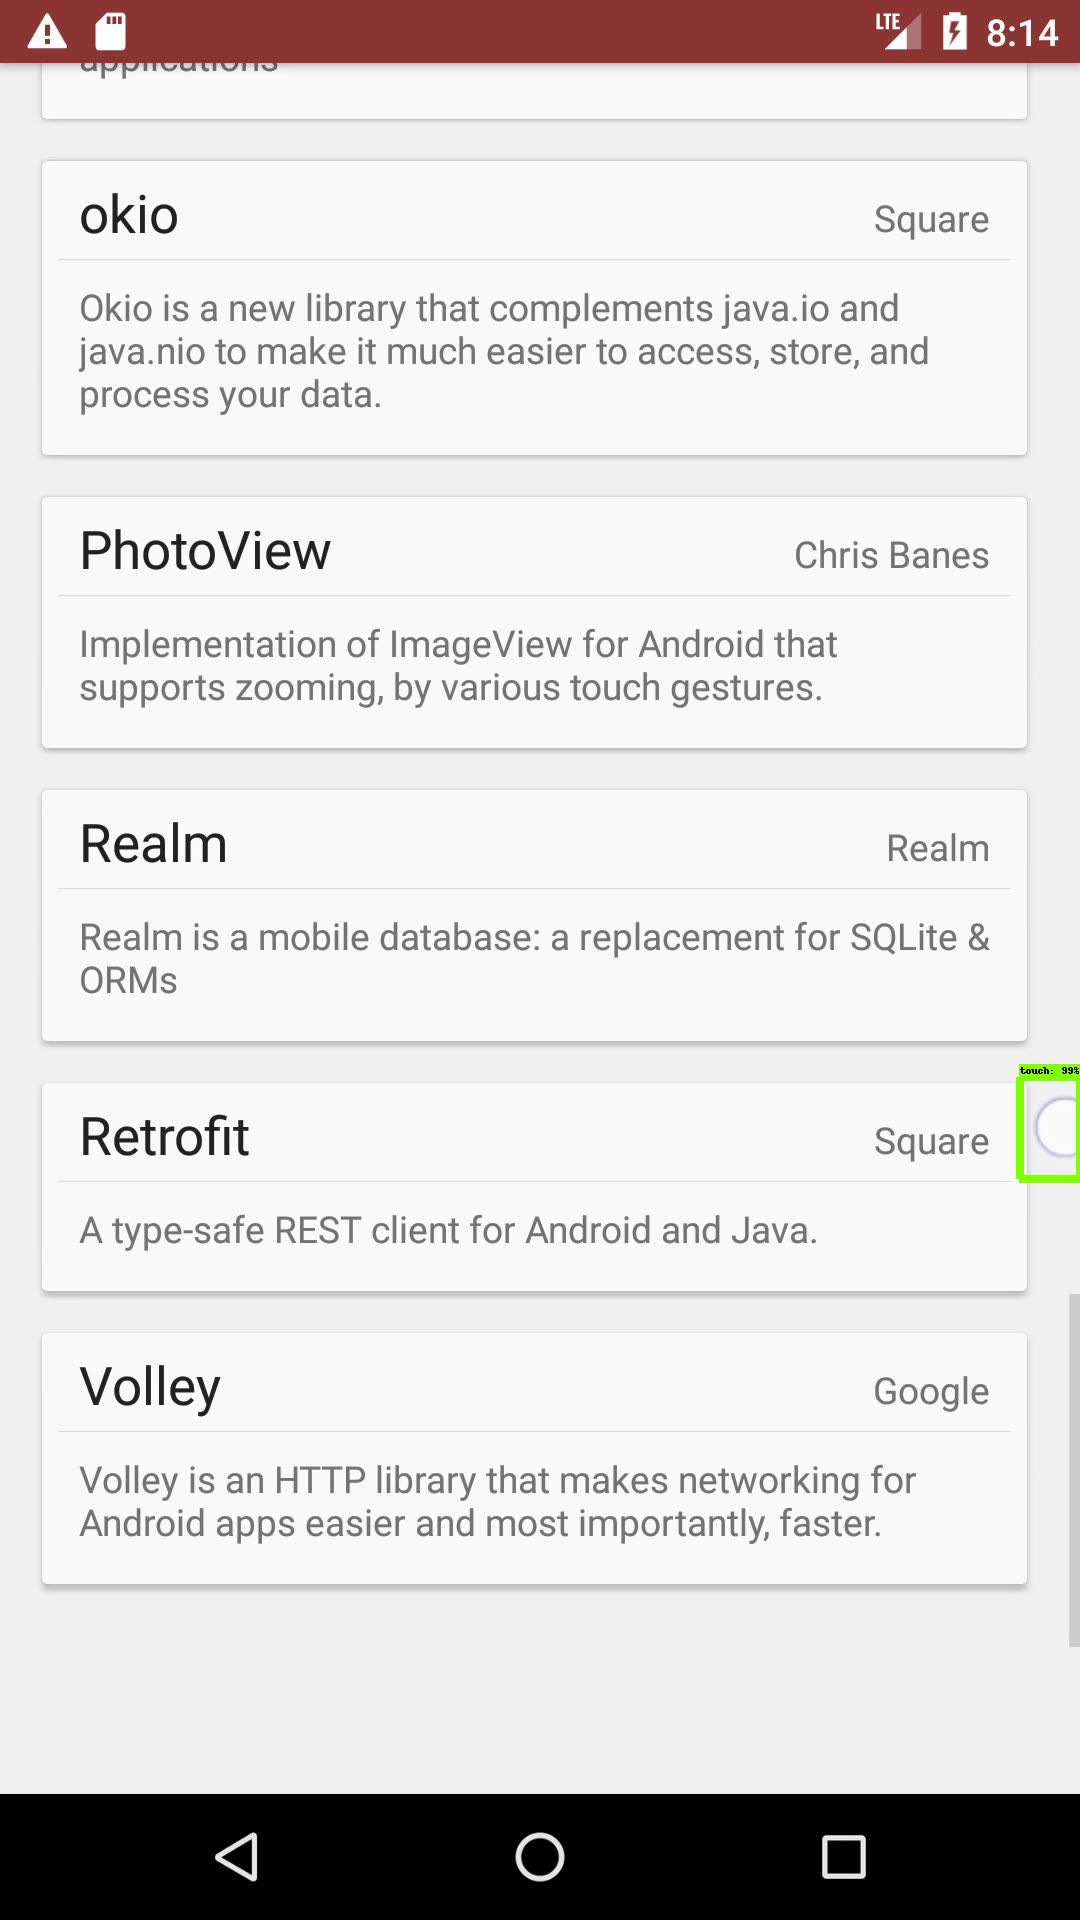 LTE 8:14
applications
okio Square
Okio is a new library that complements java.io and
java.nio to make it much easier to access, store, and
process your data.
PhotoView Chris Banes
Implementation of ImageView for Android that
supports zooming, by various touch gestures.
Realm Realm
Realm is a mobile database: a replacement for SQLite &
ORMs
touch: 99%
Retrofit Square
A type-safe REST client for Android and Java.
Volley Google
Volley is an HTTP library that makes networking for
Android apps easier and most importantly, faster.